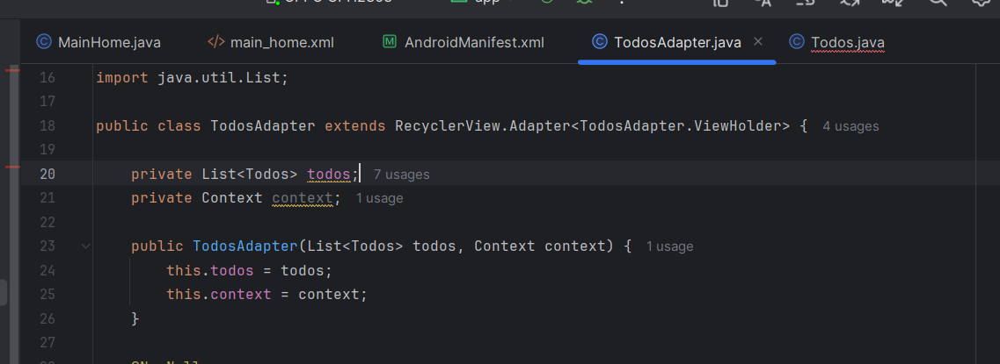 app
MainHome.java
main_home.xml
AndroidManifest.xml
TodosAdapter.java
Todos.java
16 import java.util.List;
17
18 public class TodosAdapter extends RecyclerView.Adapter<TodosAdapter.ViewHolder> { 4 usages
19
20 private List<Todos> todos; 7 usages
21 private Context context; 1 usage
22
23 public TodosAdapter(List<Todos> todos, Context context) { 1 usage
24 this.todos = todos;
25 this.context = context;
26 }
27